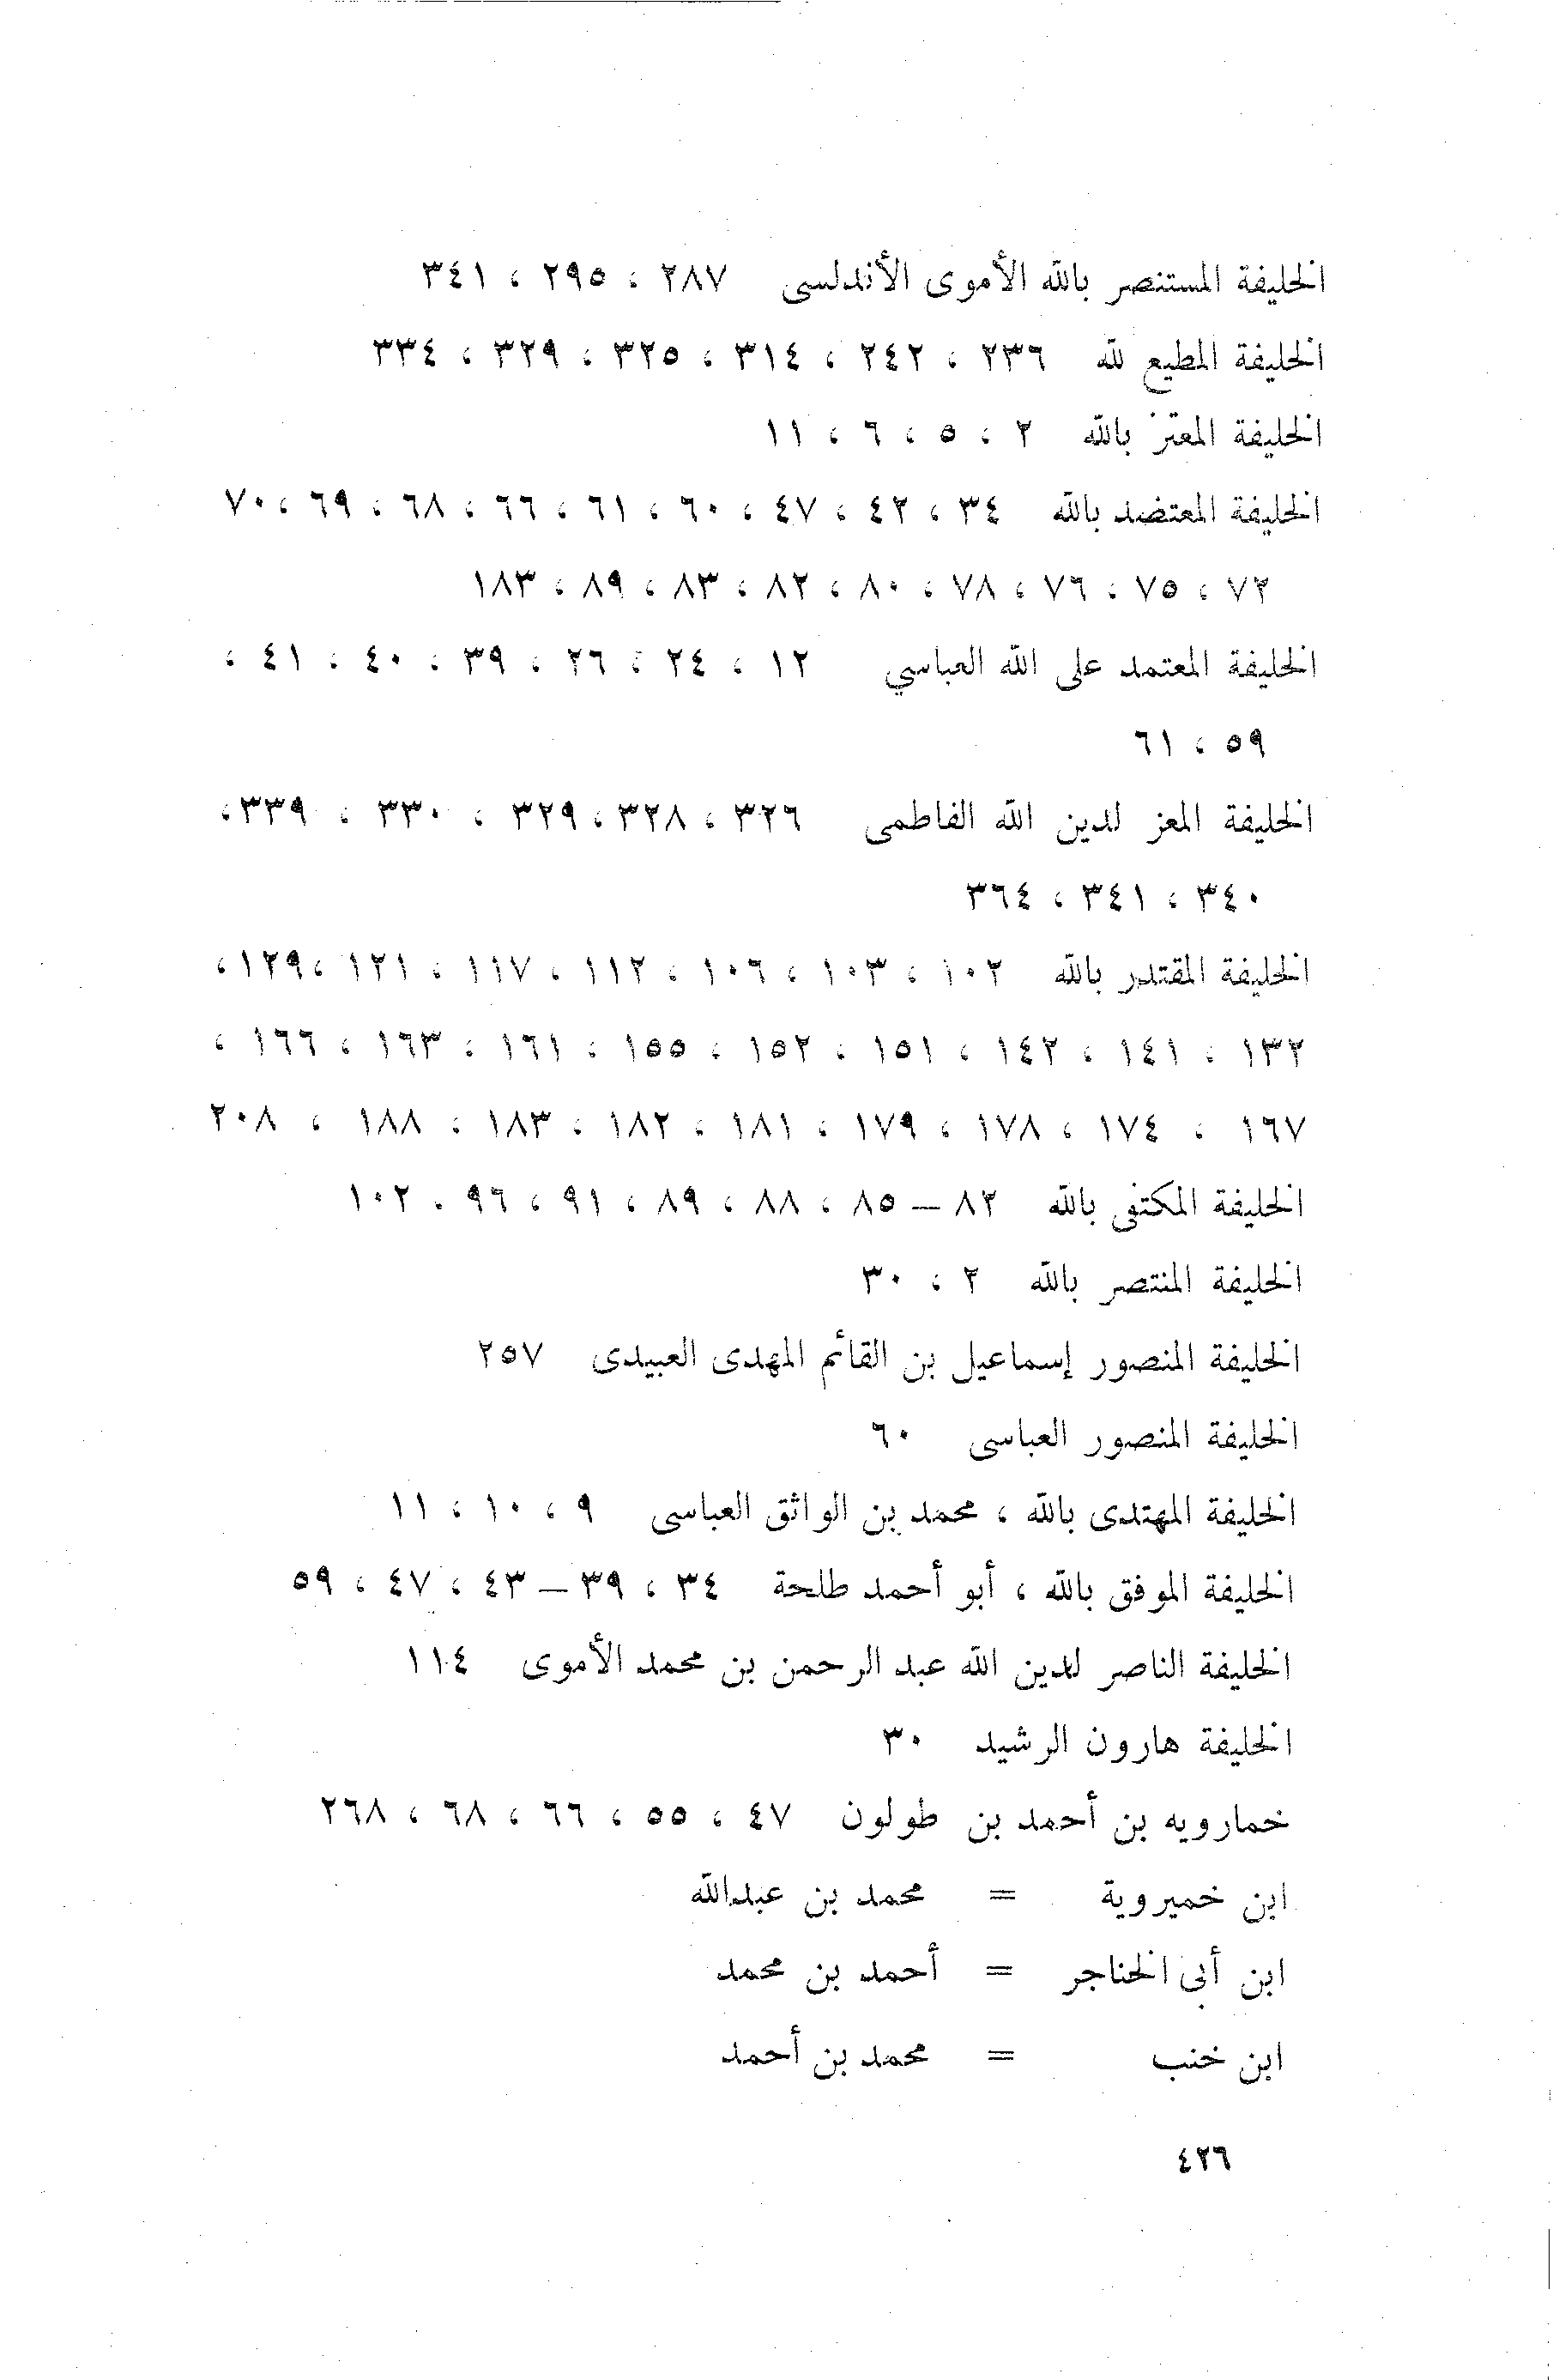 الخليفة المستنصر بالله الأموى الأندلسى ٢٨٧ ، ٢٩٥ ، ٣٤١
الخليفة المطيع لله ٢٣٦ ، ٢٤٢ ، ٣١٤ ، ٣٢٥ ، ٣٢٩ ، ٣٣٤
الخليفة المعتز بالله ٢ ، ٥ ، ٦ ، ١١
الخليفة المعتضد بالله ٣٤ ، ٤٢ ، ٤٧ ، ٦٠ ، ٦١ ، ٦٦ ، ٦٨ ، ٦٩ ، ٧٠
٧٢ ، ٧٥ ، ٧٦ ، ٧٨ ، ٨٠ ، ٨٢ ، ٨٣ ، ٨٩ ، ١٨٣
الخليفة المعتمد على الله العباسي ١٢ ، ٢٤ ، ٢٦ ، ٣٩ ، ٤٠ ، ٤١ ،
٥٩ ، ٦١
الخليفة المعز لدين الله الفاطمى ٣٢٦ ، ٣٢٨ ، ٣٢٩ ، ٣٣٠ ، ٣٣٩ ،
٣٤٠ ، ٣٤١ ، ٣٦٤
الخليفة المقتدر بالله ١٠٢ ، ١٠٣ ، ١٠٦ ، ١١٢ ، ١١٧ ، ١٢١ ، ١٢٩ ،
١٣٢ ، ١٤١ ، ١٤٢ ، ١٥١ ، ١٥٢ ، ١٥٥ ، ١٦١ ، ١٦٣ ، ١٦٦ ،
١٦٧ ، ١٧٤ ، ١٧٨ ، ١٧٩ ، ١٨١ ، ١٨٢ ، ١٨٣ ، ١٨٨ ، ٢٠٨
الخليفة المكتفى بالله ٨٢ – ٨٥ ، ٨٨ ، ٨٩ ، ٩١ ، ٩٦ ، ١٠٢
الخليفة المنتصر بالله ٢ ، ٣٠
الخليفة المنصور إسماعيل بن القائم المهدى العبيدى ٢٥٧
الخليفة المنصور العباسى ٦٠
الخليفة المهتدى بالله ، محمد بن الواثق العباسى ٩ ، ١٠ ، ١١
الخليفة الموفق بالله ، أبو أحمد طلحة ٣٤ ، ٣٩ – ٤٣ ، ٤٧ ، ٥٩
الخليفة الناصر لدين الله عبد الرحمن بن محمد الأموى ١١٤
الخليفة هارون الرشيد ٣٠
خمارويه بن أحمد بن طولون ٤٧ ، ٥٥ ، ٦٦ ، ٦٨ ، ٢٦٨
ابن خميروية = محمد بن عبدالله
ابن أبى الخناجر = أحمد بن محمد
ابن خنب = محمد بن أحمد
٤٢٦